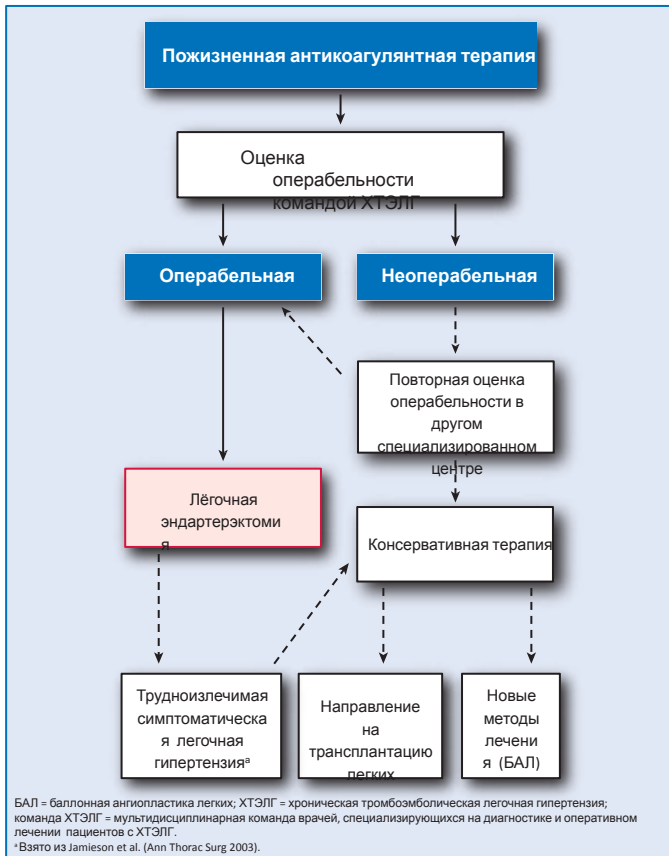 Пожизненная антикоагулянтная терапия
Оценка
операбельности
командой ХТЭЛГ
Операбельная
Неоперабельная
Повторная оценка
операбельности в
другом
специализированном
центре
Лёгочная
эндартерэктоми
я
Консервативная терапия
Трудноизлечимая
симптоматическа
я легочная
гипертензияᵃ
Направление
на
трансплантацию
легких
Новые
методы
лечени
я (БАЛ)
БАЛ = баллонная ангиопластика легких; ХТЭЛГ = хроническая тромбоэмболическая легочная гипертензия;
команда ХТЭЛГ = мультидисциплинарная команда врачей, специализирующихся на диагностике и оперативном
лечении пациентов с ХТЭЛГ.
ᵃВзято из Jamieson et al. (Ann Thorac Surg 2003).